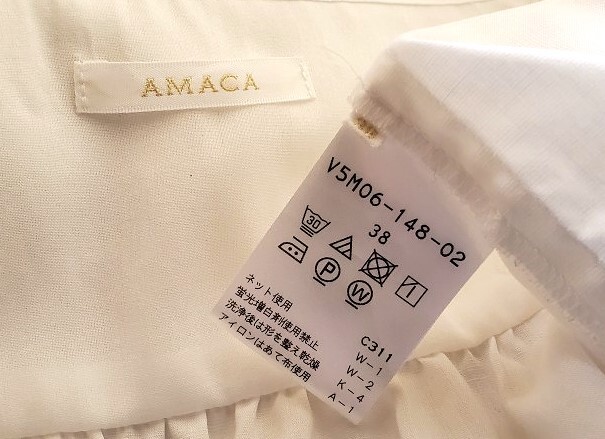 AMACA
V5M06-148-02
38
30
P W
ネット使用
蛍光増白剤使用禁止
洗浄後は形を整え乾燥
アイロンはあて布使用
C311
W-1
W-2
K-4
A-1